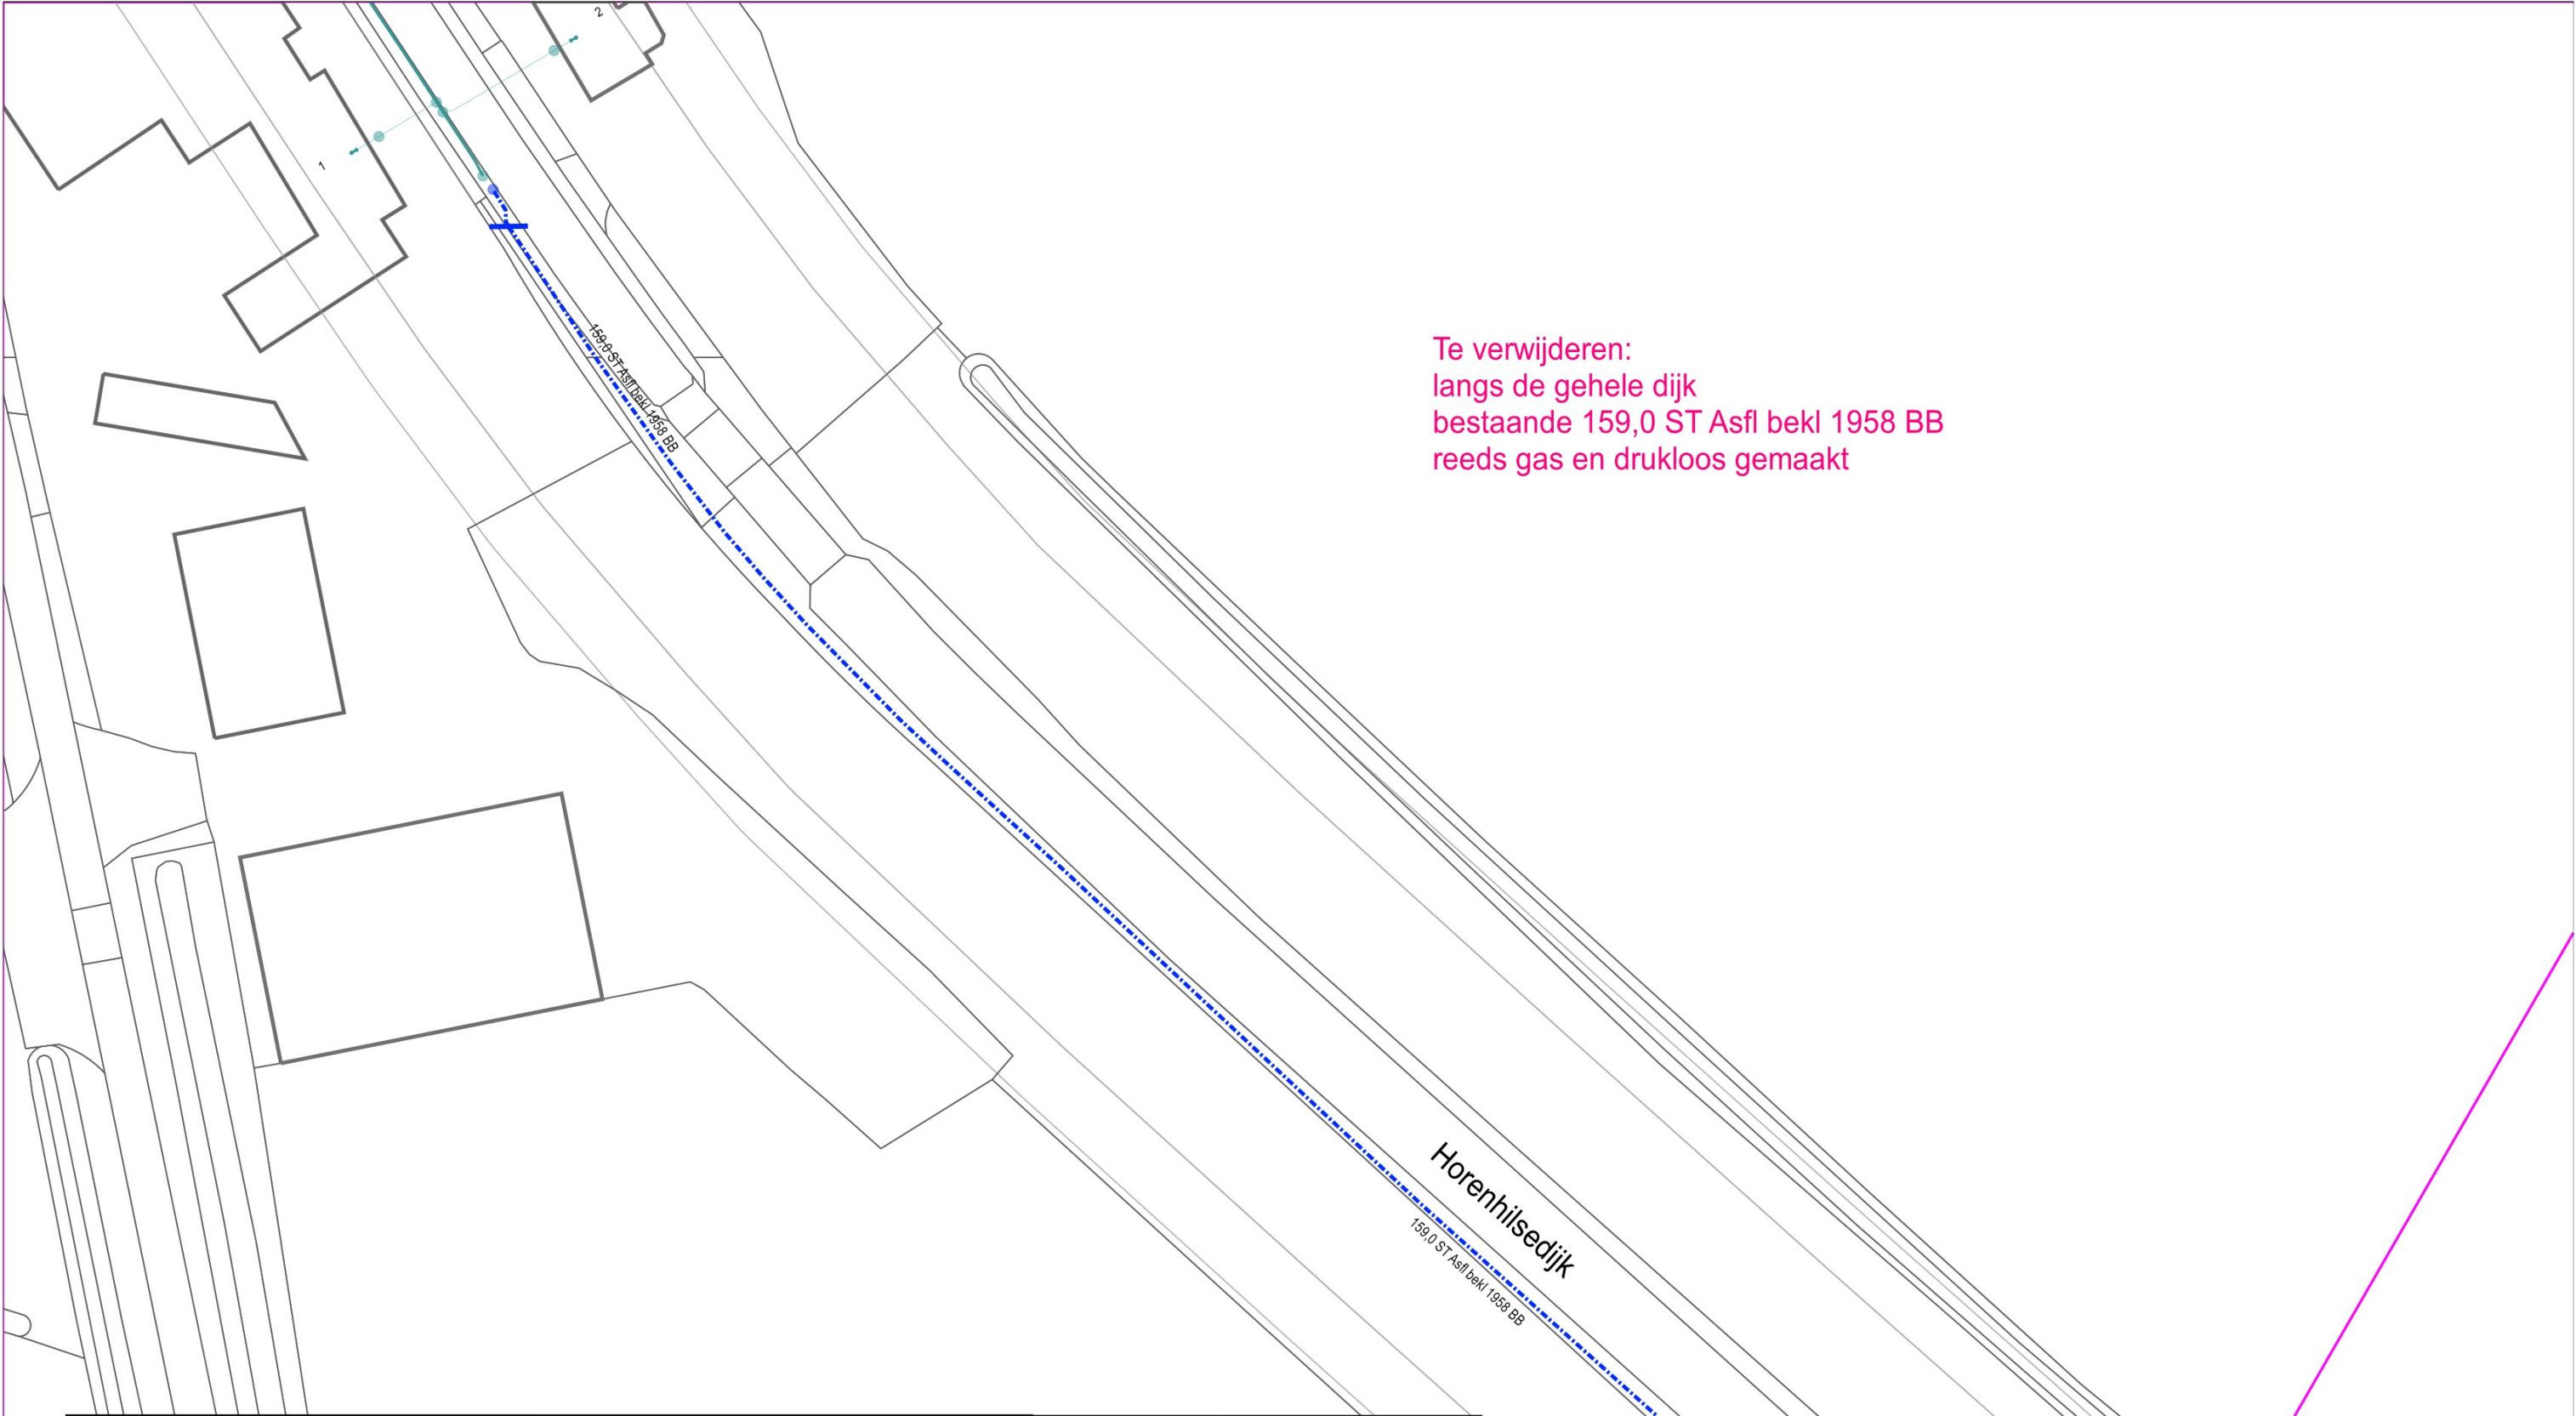 2
1
159,0 ST Asfl bekl 1958 BB
Te verwijderen:
langs de gehele dijk
bestaande 159,0 ST Asfl bekl 1958 BB
reeds gas en drukloos gemaakt
Horenhilsedijk
159,0 ST Asfl bekl 1958 BB